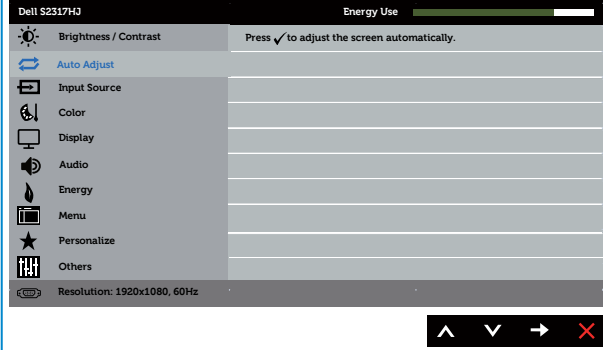 Dell S2317HJ Energy Use
Brightness / Contrast
Press ✓ to adjust the screen automatically.
Auto Adjust
Input Source
Color
Display
Audio
Energy
Menu
Personalize
Others
Resolution: 1920x1080, 60Hz